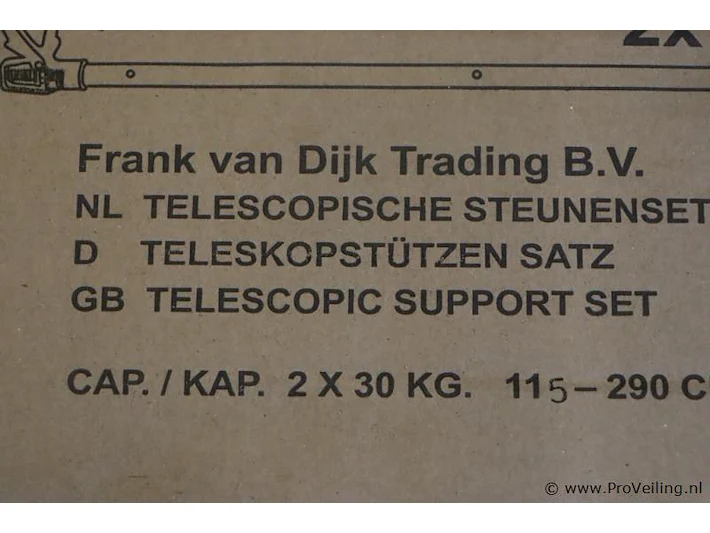 2X
Frank van Dijk Trading B.V.
NL TELESCOPISCHE STEUNENSET
D TELESKOPSTÜTZEN SATZ
GB TELESCOPIC SUPPORT SET
CAP. / KAP. 2 X 30 KG. 115 – 290 C
© www.ProVeiling.nl